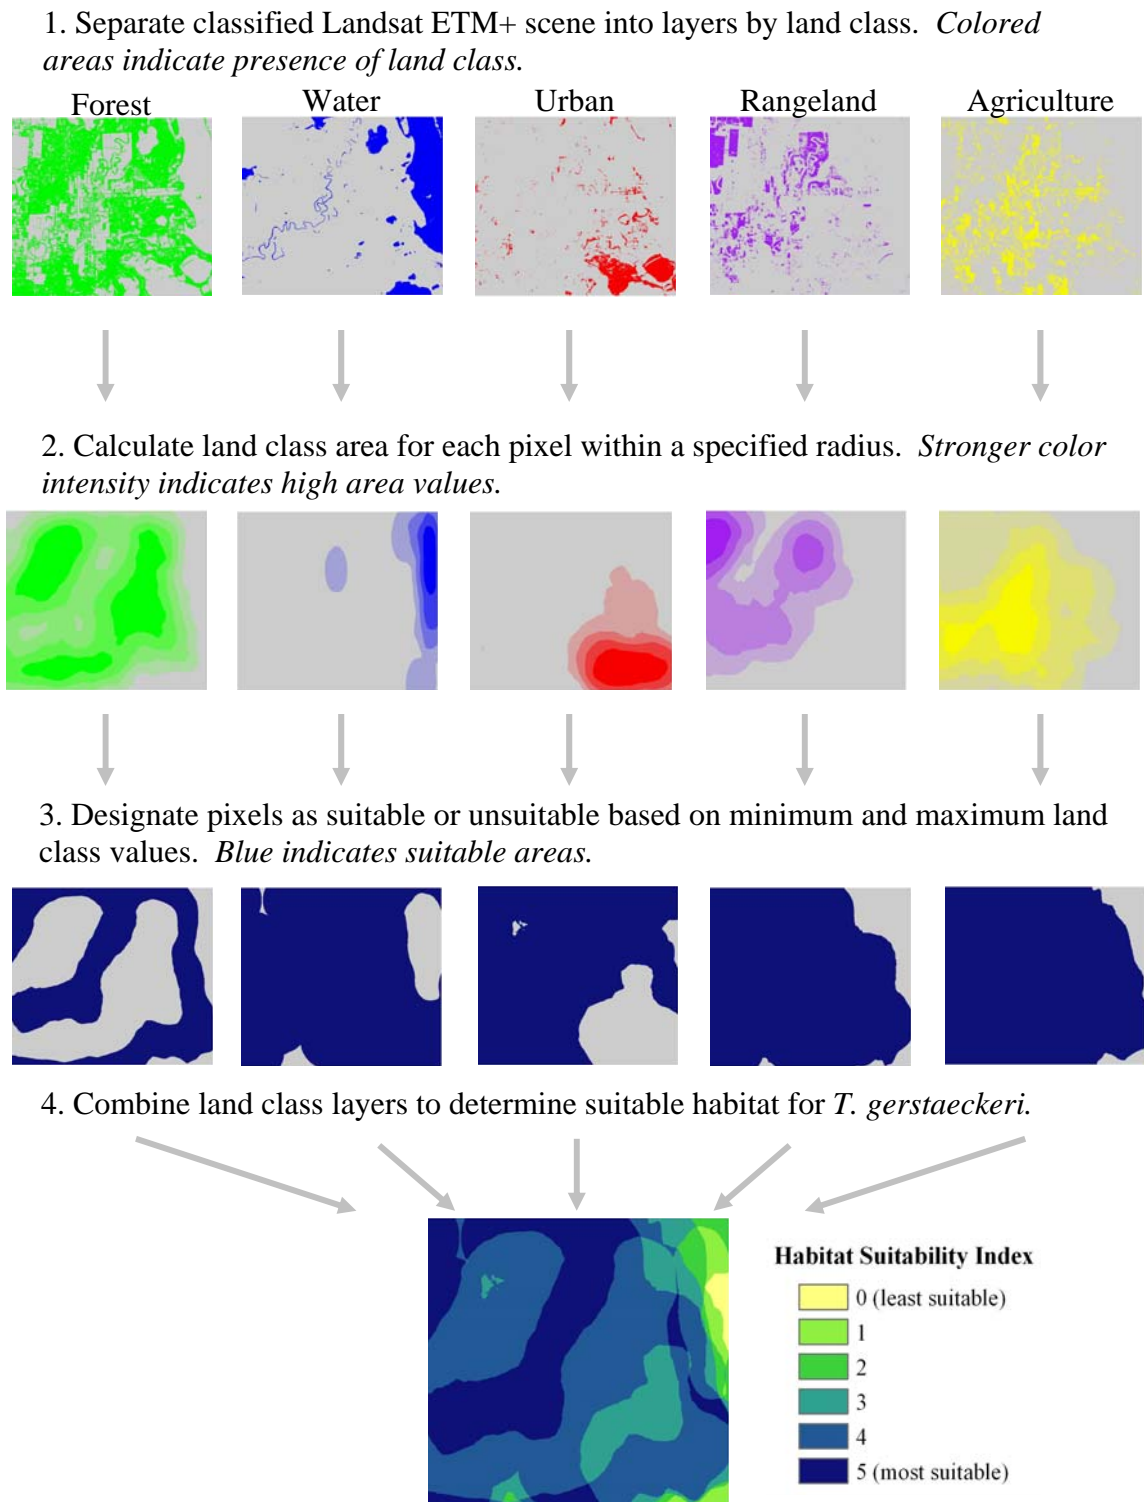 1. Separate classified Landsat ETM+ scene into layers by land class. Colored
areas indicate presence of land class.
Forest Water Urban Rangeland Agriculture
2. Calculate land class area for each pixel within a specified radius. Stronger color
intensity indicates high area values.
3. Designate pixels as suitable or unsuitable based on minimum and maximum land
class values. Blue indicates suitable areas.
4. Combine land class layers to determine suitable habitat for T. gerstaeckeri.
Habitat Suitability Index
0 (least suitable)
1
2
3
4
5 (most suitable)